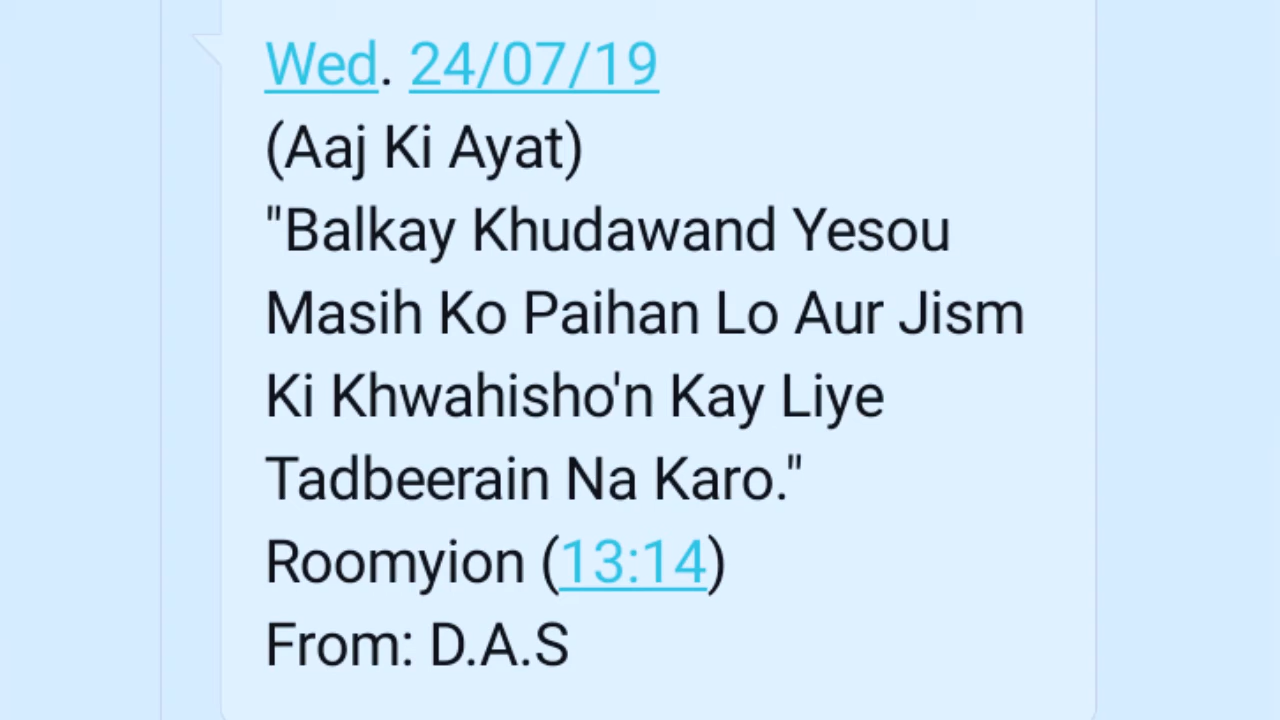 Wed. 24/07/19
(Aaj Ki Ayat)
"Balkay Khudawand Yesou
Masih Ko Paihan Lo Aur Jism
Ki Khwahisho'n Kay Liye
Tadbeerain Na Karo."
Roomyion (13:14)
From: D.A.S